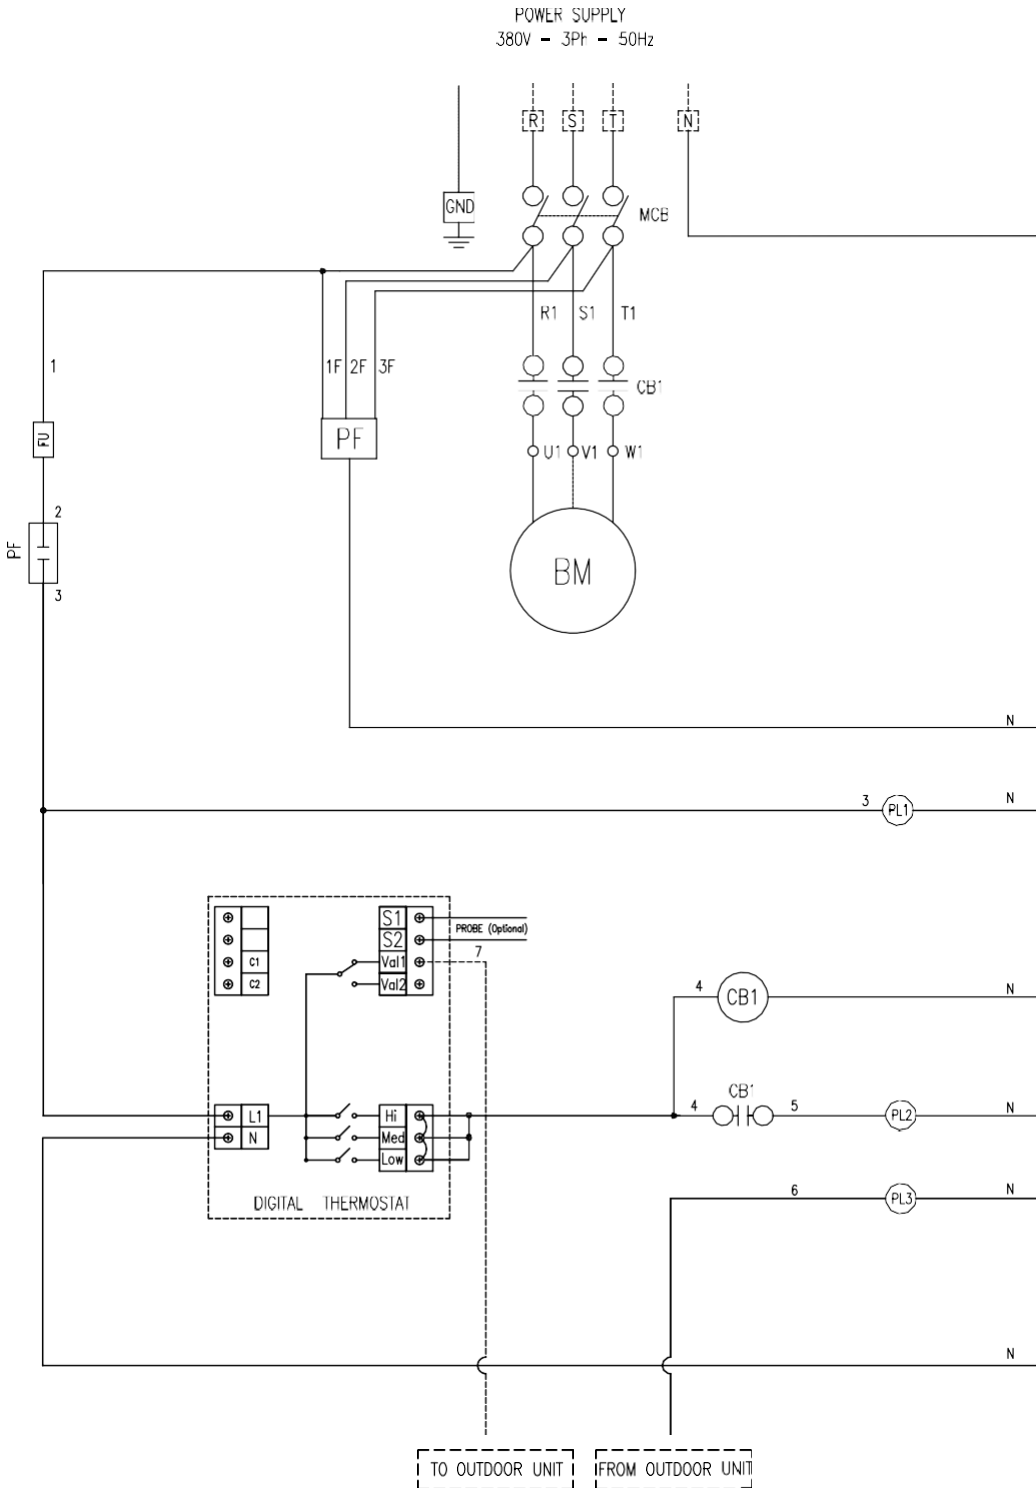 POWER SUPPLY
380V - 3Ph - 50Hz
R S T N
GND
MCB
R1 S1 T1
1
1F 2F 3F
CB1
FU
PF
U1 V1 W1
2
PF
BM
3
N
3 PL1 N
S1
S2
PROBE (Optional)
7
C1 Val1
C2 Val2
4 CB1 N
CB1
L1 Hi 4 5 PL2 N
N Med
Low
6 PL3 N
DIGITAL THERMOSTAT
N
TO OUTDOOR UNIT FROM OUTDOOR UNIT